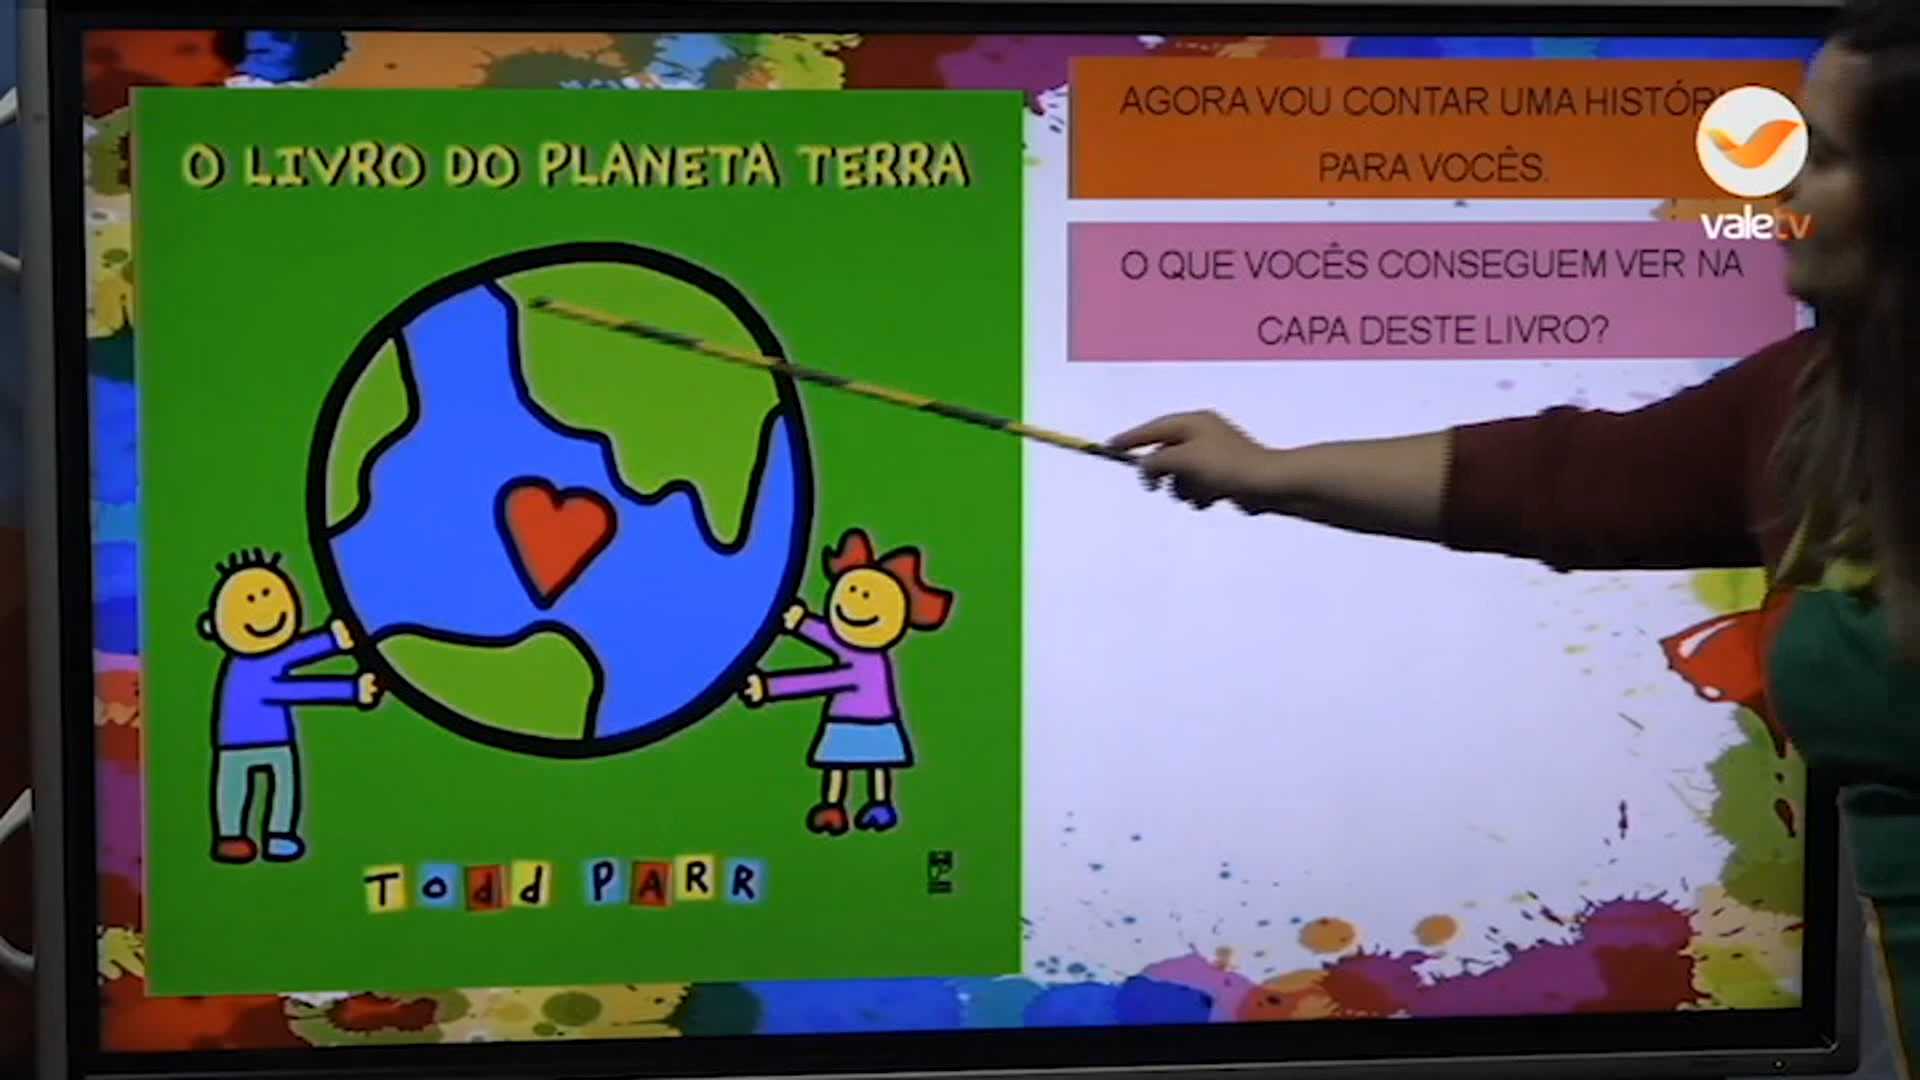 O LIVRO DO PLANETA TERRA
TODD PARR
AGORA VOU CONTAR UMA HISTÓRI
PARA VOCÊS.
O QUE VOCÊS CONSEGUEM VER NA
CAPA DESTE LIVRO?
valetv